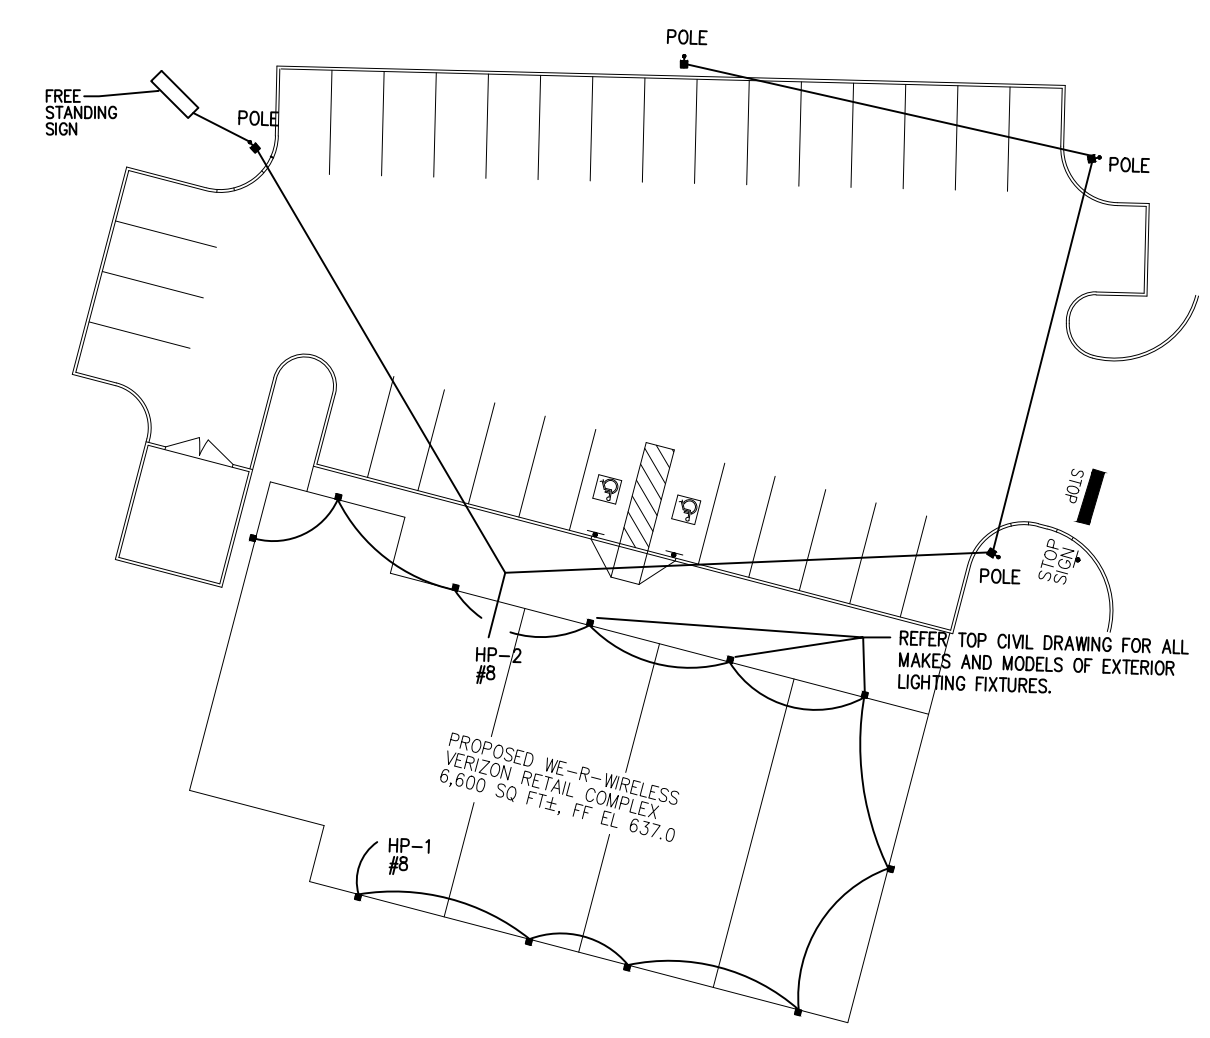 POLE
FREE
STANDING
SIGN
POLE
POLE
STOP
STOP
SIGN
POLE
REFER TOP CIVIL DRAWING FOR ALL
MAKES AND MODELS OF EXTERIOR
LIGHTING FIXTURES.
HP-2
#8
PROPOSED WE-R-WIRELESS
VERIZON RETAIL COMPLEX
6,600 SQ FT±, FF EL 637.0
HP-1
#8